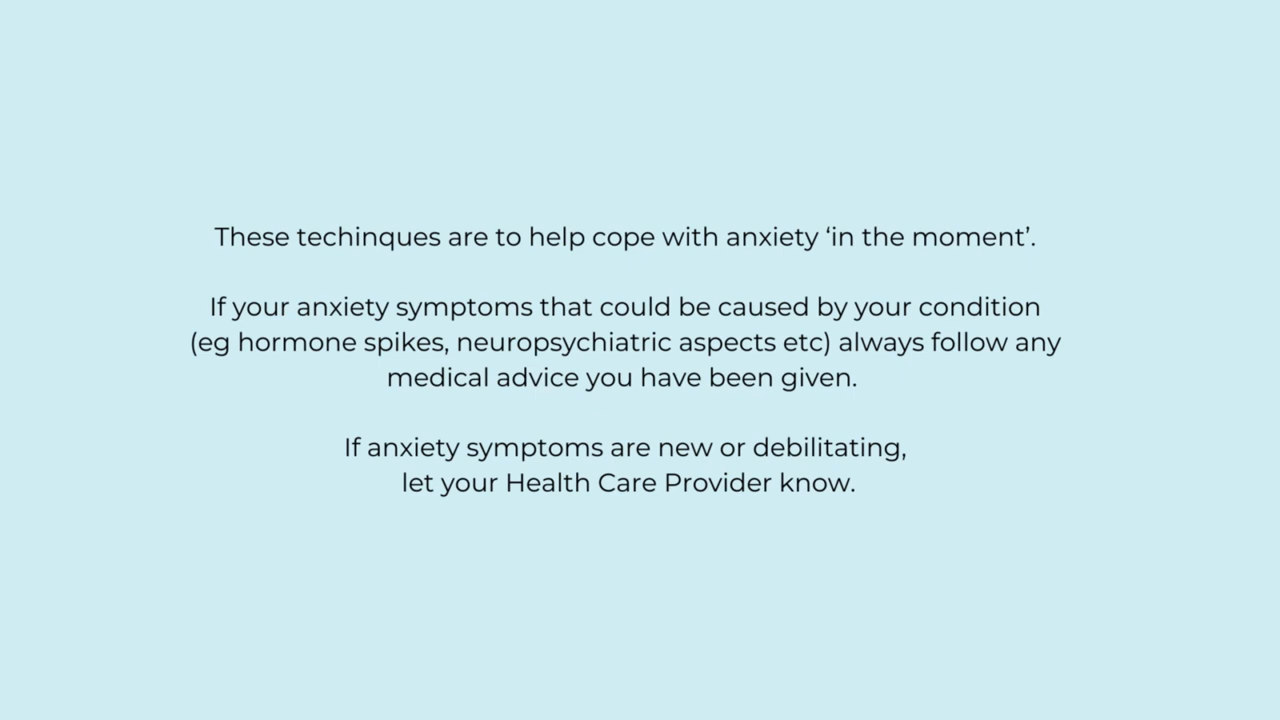 These techinques are to help cope with anxiety ‘in the moment’.
If your anxiety symptoms that could be caused by your condition
(eg hormone spikes, neuropsychiatric aspects etc) always follow any
medical advice you have been given.
If anxiety symptoms are new or debilitating,
let your Health Care Provider know.